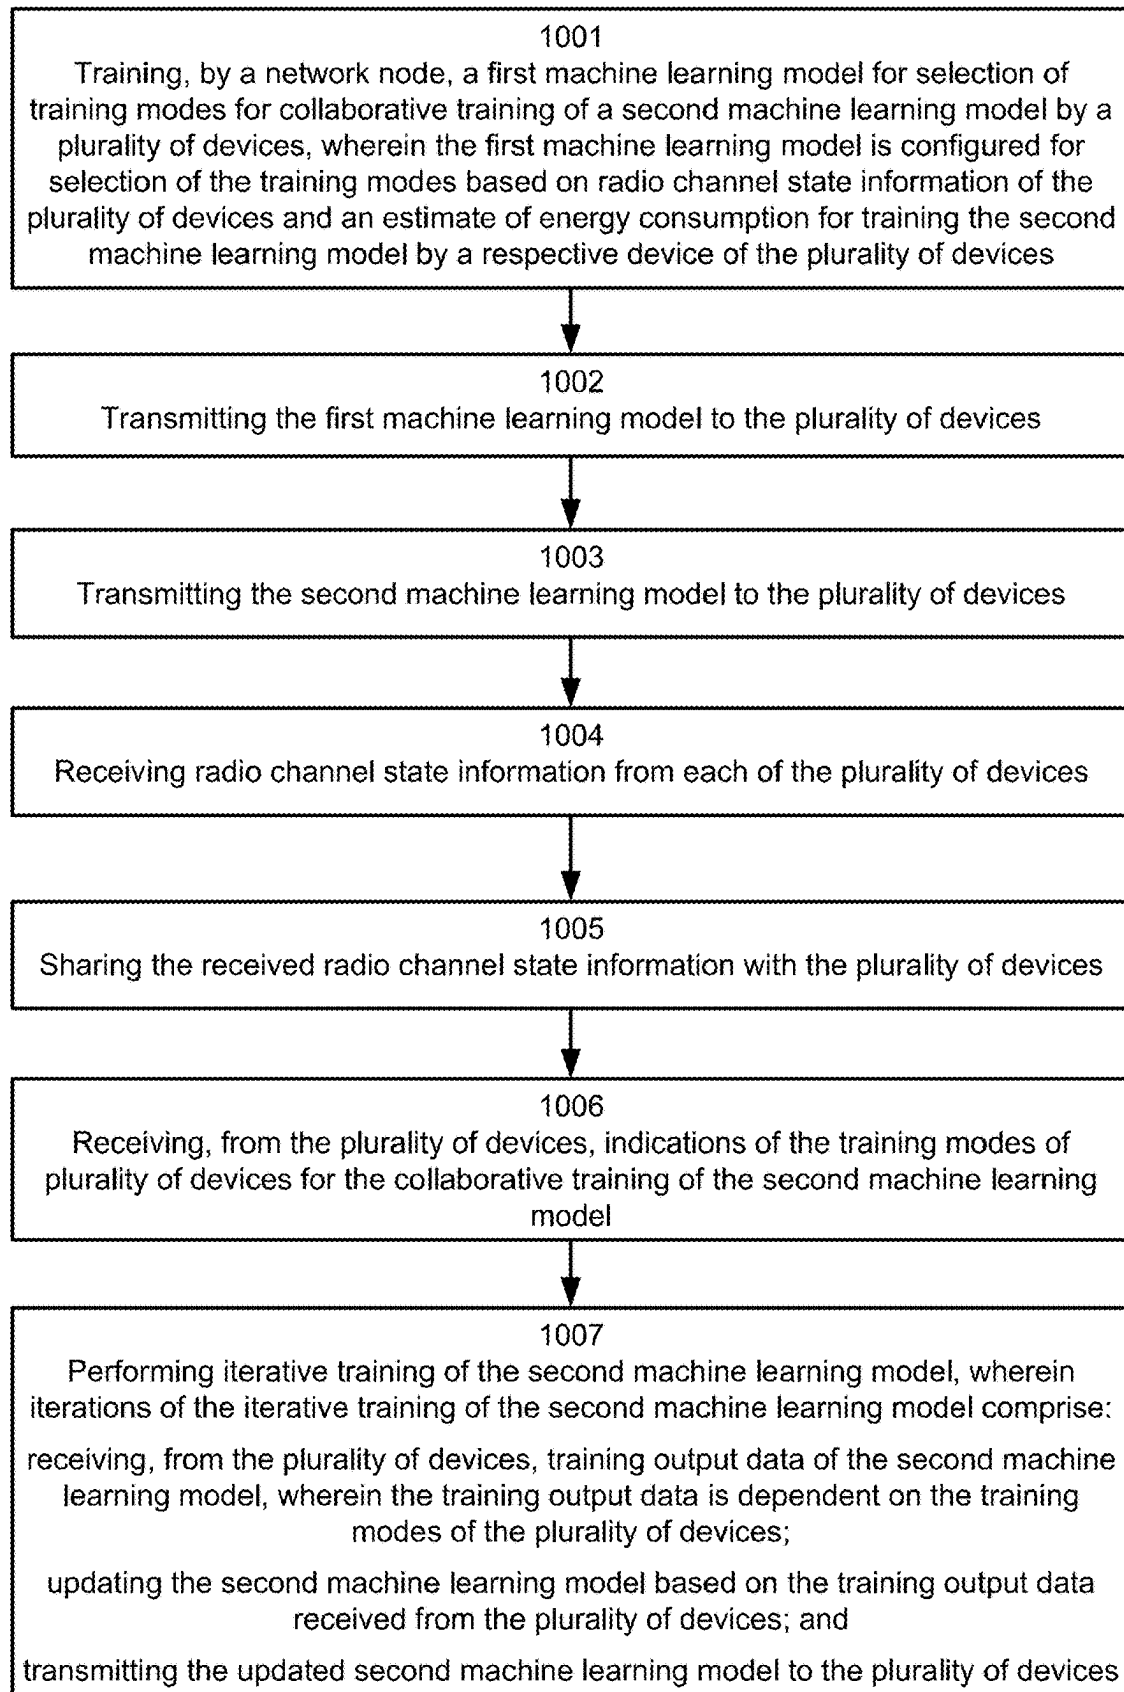 1001
Training, by a network node, a first machine learning model for selection of
training modes for collaborative training of a second machine learning model by a
plurality of devices, wherein the first machine learning model is configured for
selection of the training modes based on radio channel state information of the
plurality of devices and an estimate of energy consumption for training the second
machine learning model by a respective device of the plurality of devices
1002
Transmitting the first machine learning model to the plurality of devices
1003
Transmitting the second machine learning model to the plurality of devices
1004
Receiving radio channel state information from each of the plurality of devices
1005
Sharing the received radio channel state information with the plurality of devices
1006
Receiving, from the plurality of devices, indications of the training modes of
plurality of devices for the collaborative training of the second machine learning
model
1007
Performing iterative training of the second machine learning model, wherein
iterations of the iterative training of the second machine learning model comprise:
receiving, from the plurality of devices, training output data of the second machine
learning model, wherein the training output data is dependent on the training
modes of the plurality of devices;
updating the second machine learning model based on the training output data
received from the plurality of devices; and
transmitting the updated second machine learning model to the plurality of devices